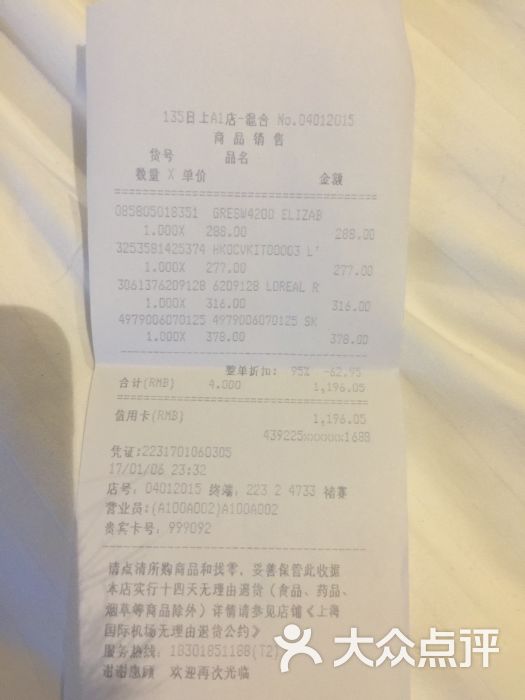 135日上A1店-混合 No.04012015
商品销售
货号 品名
数量 X 单价 金额
085805018351 GRESW4200 ELIZAB
1.000X 288.00 288.00
3253581425374 HKOCVKIT00003 L'
1.000X 277.00 277.00
3061376209128 6209128 LOREAL R
1.000X 316.00 316.00
4979006070125 4979006070125 SK
1.000X 378.00 378.00
整单折扣: 95% -62.95
合计(RMB) 4.000 1,196.05
信用卡(RMB) 1,196.05
439225xxxxxx1688
凭证:2231701060305
17/01/06 23:32
店号: 04012015 终端: 223 2 4733 褚赛
营业员:(A100A002)A100A002
贵宾卡号: 999092
请点清所购商品和找零，妥善保管此收据
本店实行十四天无理由退货（食品、药品、
烟草等商品除外）详情请参见店铺《上海
国际机场无理由退货公约》
服务热线: 18301851188(T2)
谢谢惠顾 欢迎再次光临
大众点评